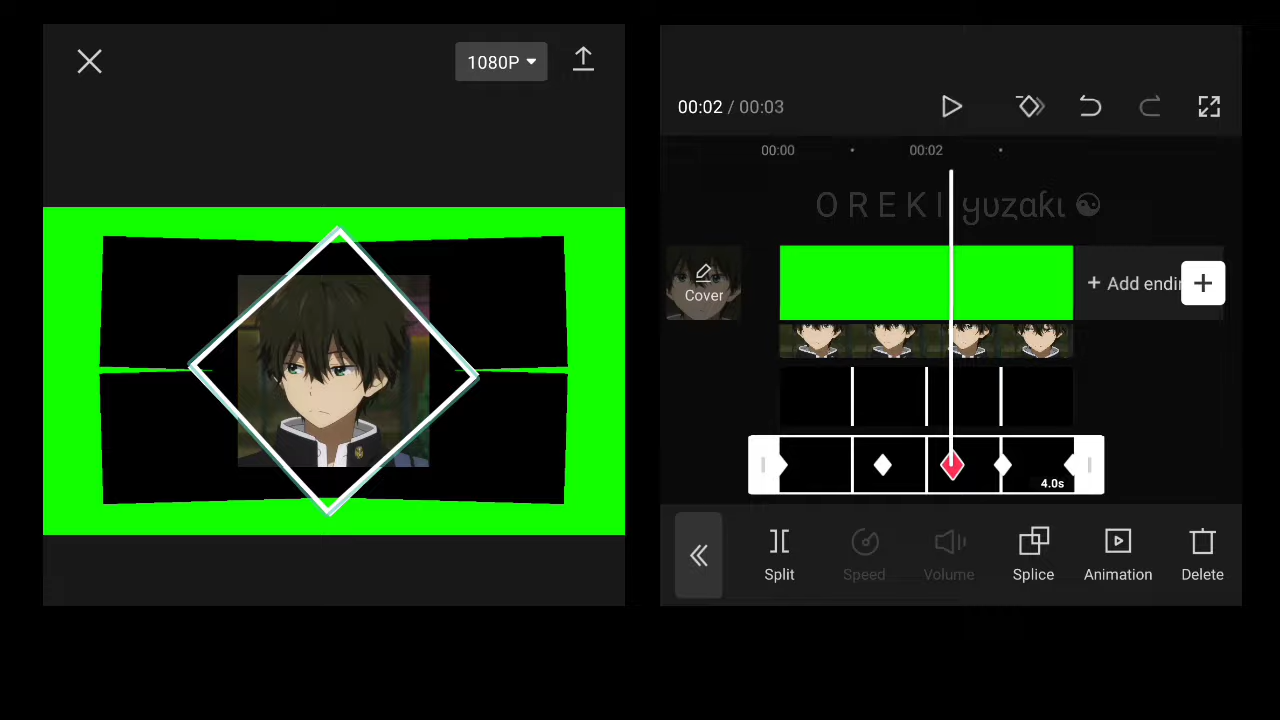 1080P
00:02 / 00:03
00:00
00:02
O R E K I yuzaki
Cover
+ Add endin
4.0s
Split
Speed
Volume
Splice
Animation
Delete